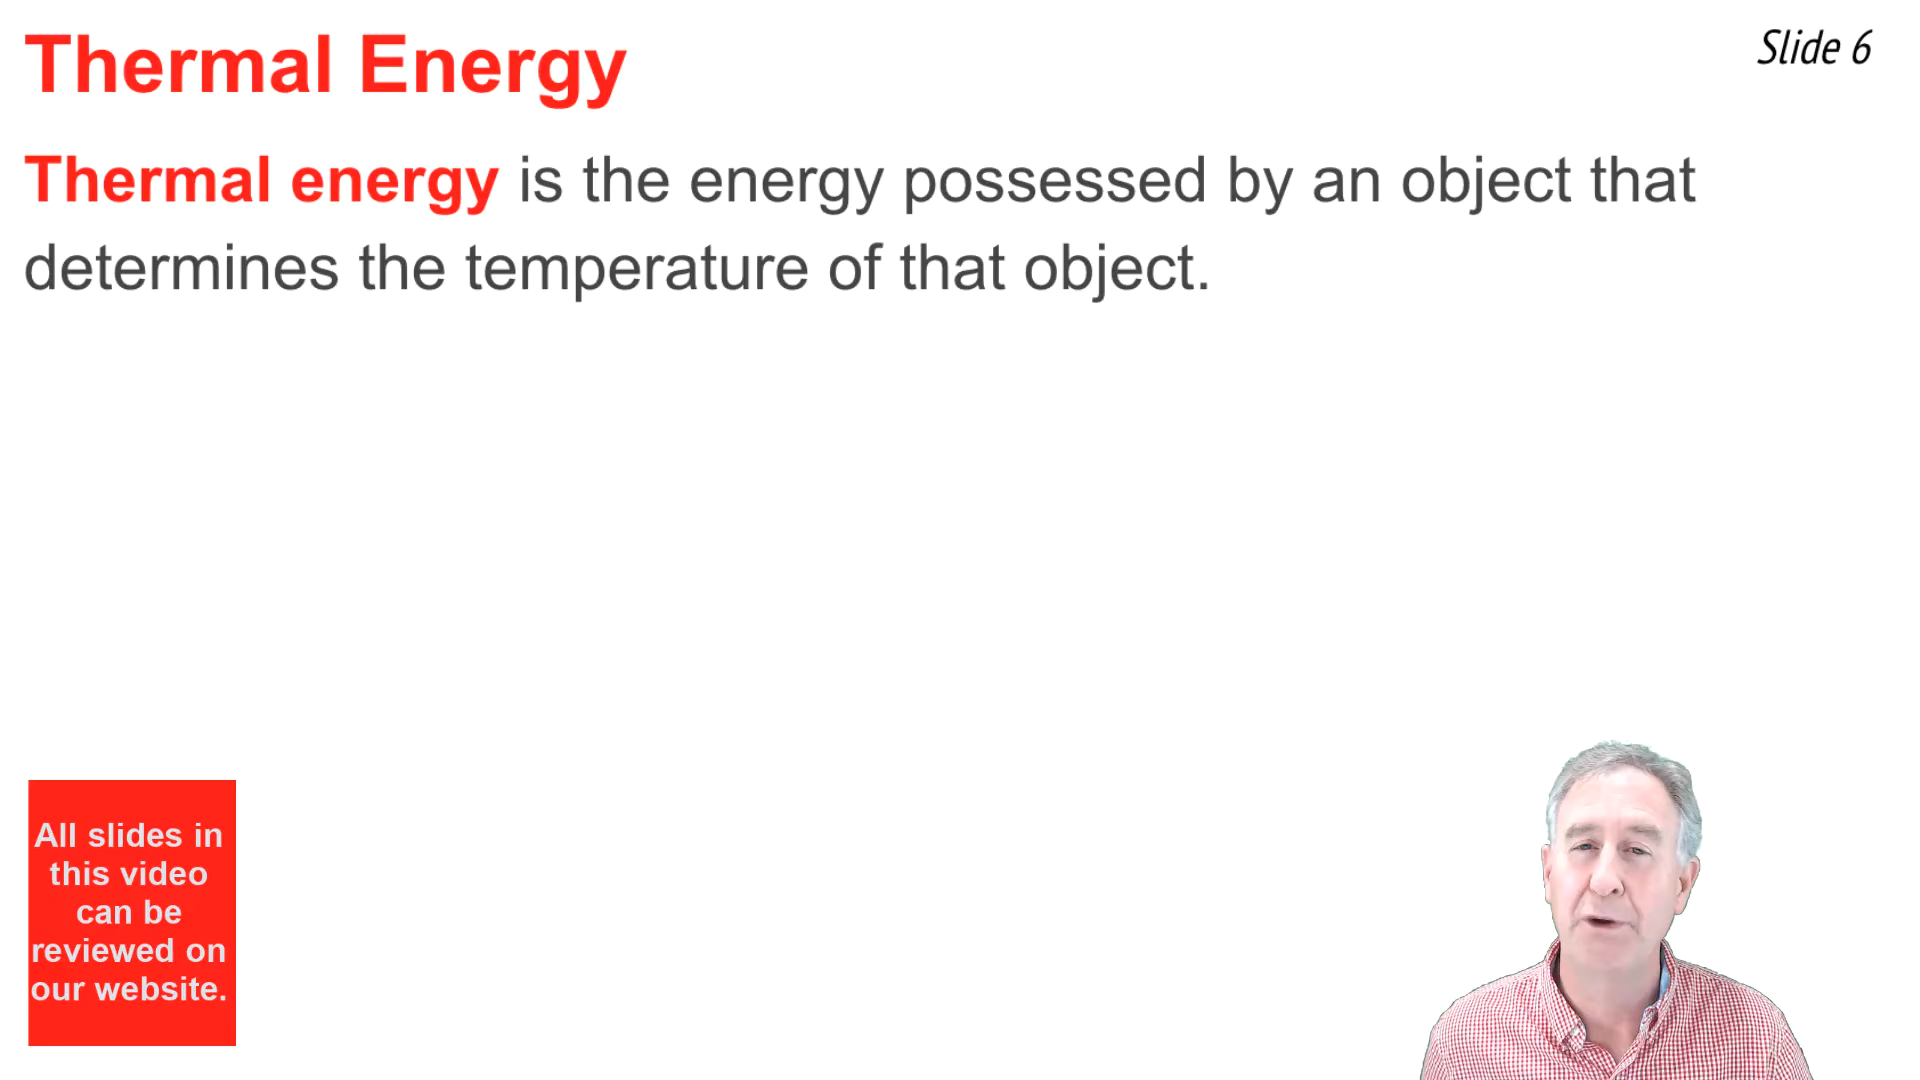 Thermal Energy
Slide 6
Thermal energy is the energy possessed by an object that
determines the temperature of that object.
All slides in
this video
can be
reviewed on
our website.